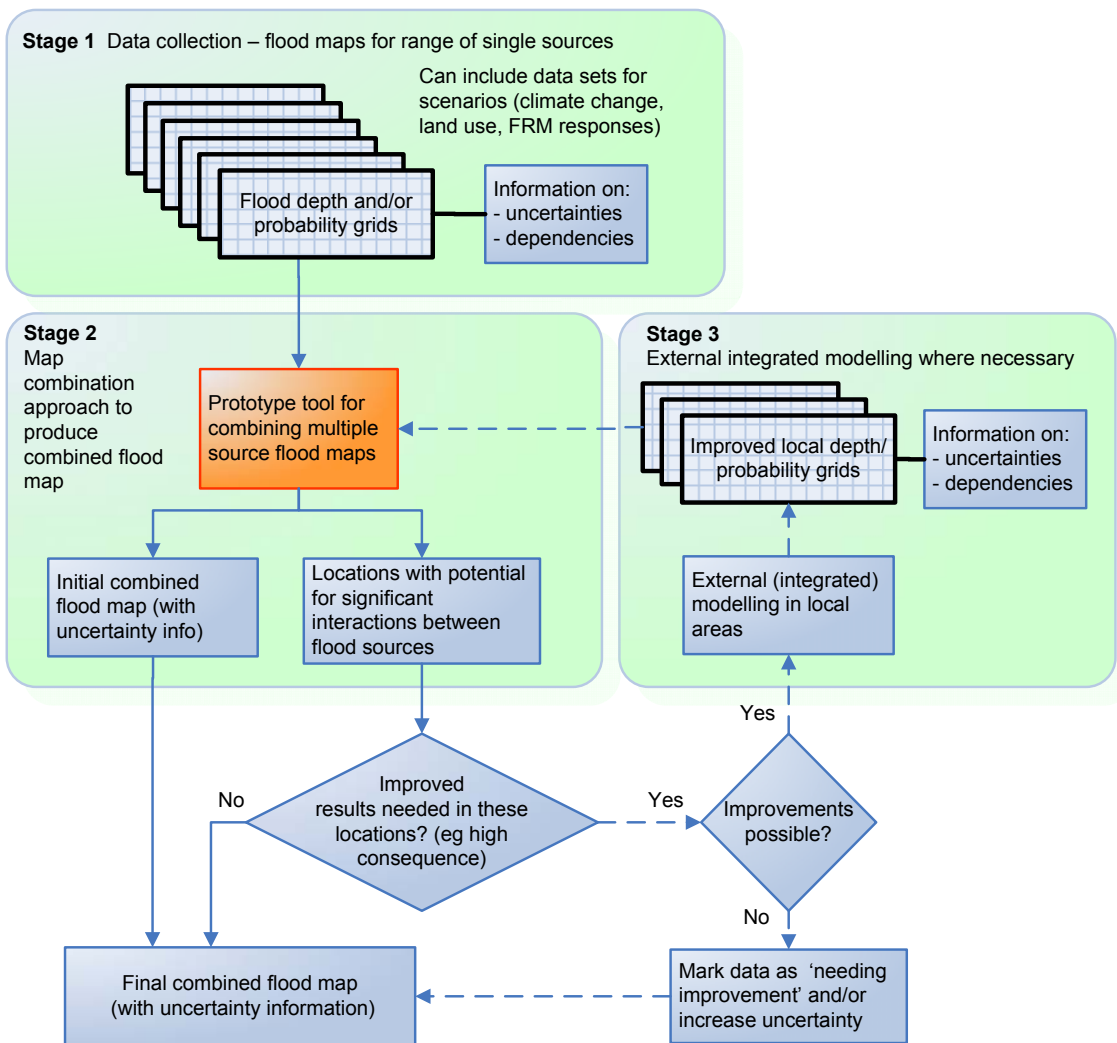 Stage 1 Data collection – flood maps for range of single sources
Can include data sets for
scenarios (climate change,
land use, FRM responses)
Flood depth and/or
probability grids
Information on:
- uncertainties
- dependencies
Stage 2
Map
combination
approach to
produce
combined flood
map
Prototype tool for
combining multiple
source flood maps
Initial combined
flood map (with
uncertainty info)
Locations with potential
for significant
interactions between
flood sources
Stage 3
External integrated modelling where necessary
Improved local depth/
probability grids
Information on:
- uncertainties
- dependencies
External (integrated)
modelling in local
areas
Yes
Improved
results needed in these
locations? (eg high
consequence)
No
Yes
Improvements
possible?
No
Final combined flood map
(with uncertainty information)
Mark data as ‘needing
improvement’ and/or
increase uncertainty